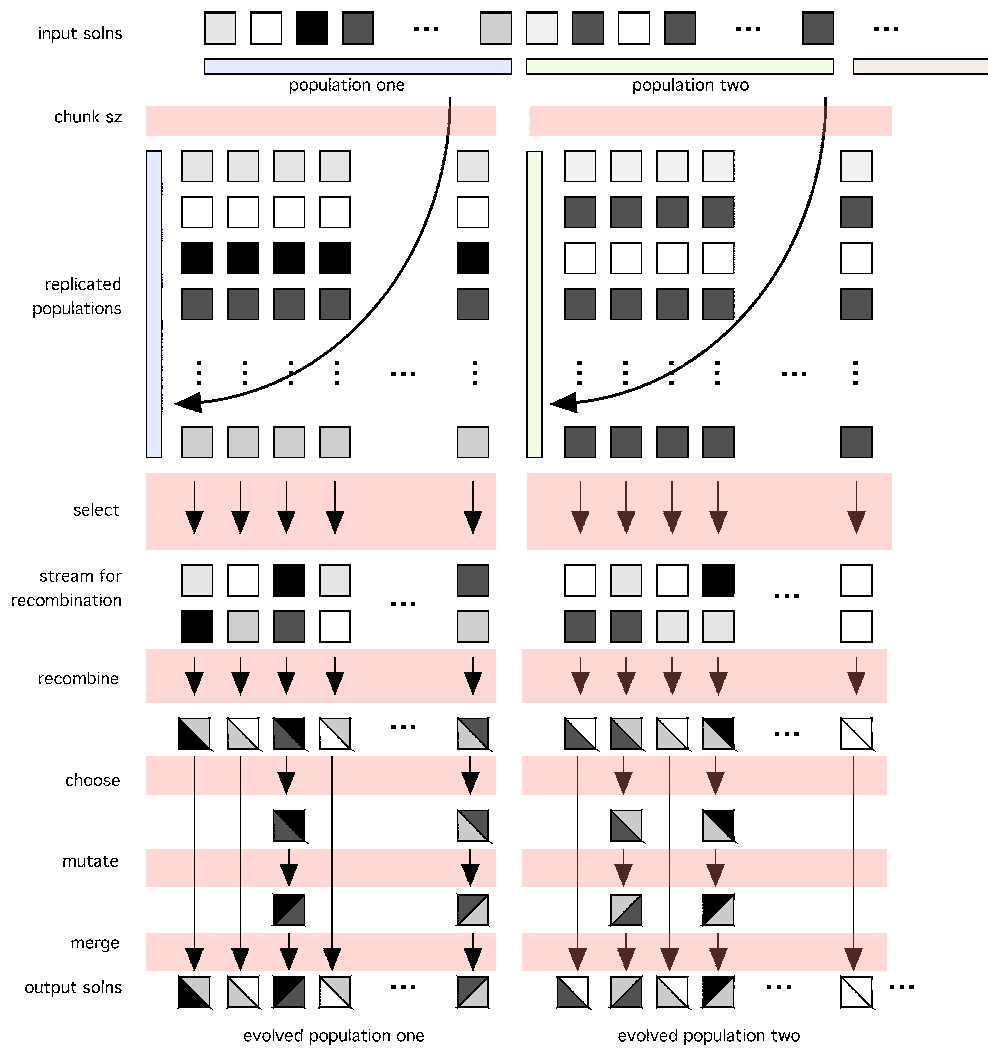 input solns
population one
population two
chunk sz
replicated
populations
select
stream for
recombination
recombine
choose
mutate
merge
output solns
evolved population one
evolved population two